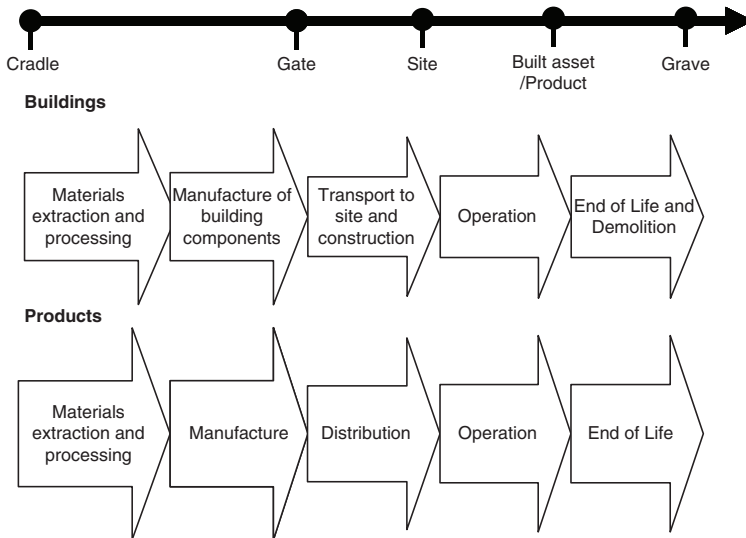 Cradle
Gate
Site
Built asset
/Product
Grave
Buildings
Materials
extraction and
processing
Manufacture of
building
components
Transport to
site and
construction
Operation
End of Life and
Demolition
Products
Materials
extraction and
processing
Manufacture
Distribution
Operation
End of Life